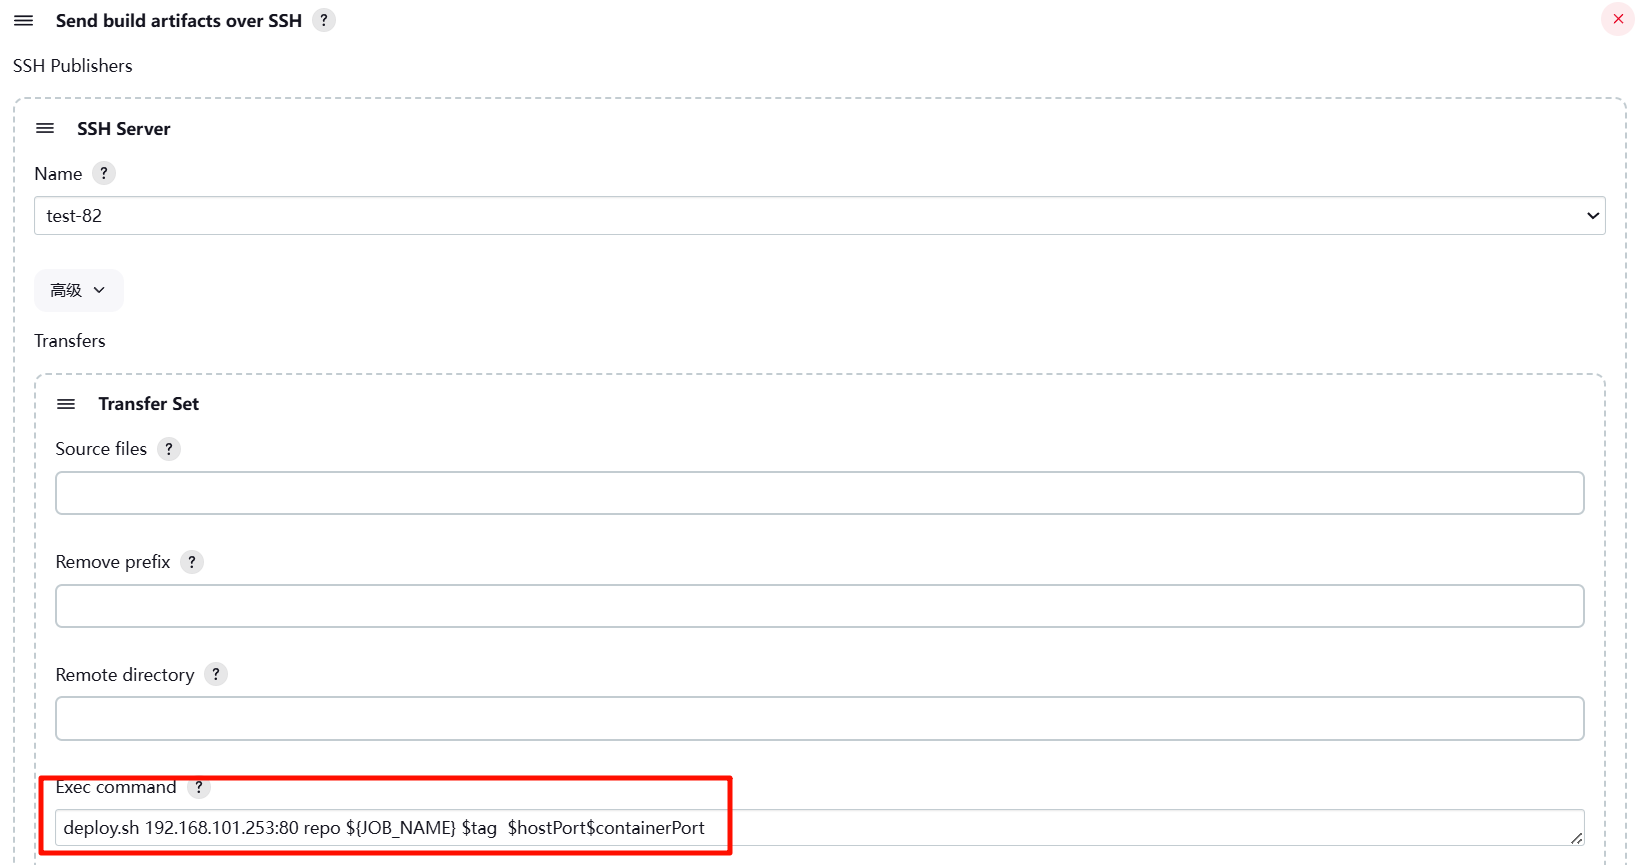 Send build artifacts over SSH ?
SSH Publishers
SSH Server
Name ?
test-82
高级
Transfers
Transfer Set
Source files ?
Remove prefix ?
Remote directory ?
Exec command ?
deploy.sh 192.168.101.253:80 repo ${JOB_NAME} $tag  $hostPort$containerPort